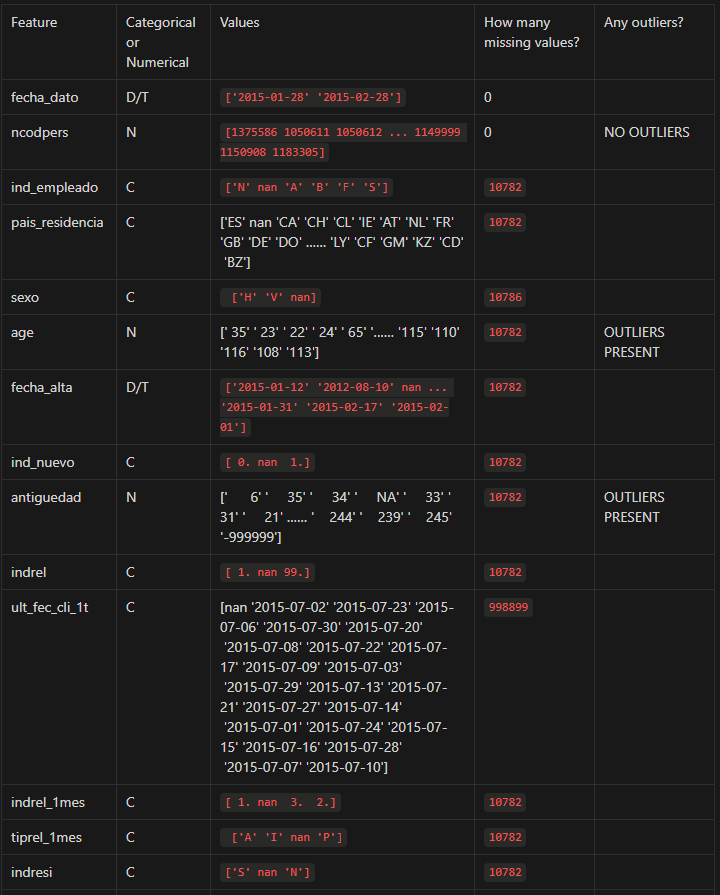 Feature
Categorical
or
Numerical
Values
How many
missing values?
Any outliers?
fecha_dato
D/T
['2015-01-28' '2015-02-28']
0
ncodpers
N
[1375586 1050611 1050612 ... 1149999
1150908 1183305]
0
NO OUTLIERS
ind_empleado
C
['N' nan 'A' 'B' 'F' 'S']
10782
pais_residencia
C
['ES' nan 'CA' 'CH' 'CL' 'IE' 'AT' 'NL' 'FR'
'GB' 'DE' 'DO' ...... 'LY' 'CF' 'GM' 'KZ' 'CD'
'BZ']
10782
sexo
C
['H' 'V' nan]
10786
age
N
[' 35' ' 23' ' 22' ' 24' ' 65' '...... '115' '110'
'116' '108' '113']
10782
OUTLIERS
PRESENT
fecha_alta
D/T
['2015-01-12' '2012-08-10' nan ...
'2015-01-31' '2015-02-17' '2015-02-
01']
10782
ind_nuevo
C
[ 0. nan  1.]
10782
antiguedad
N
['      6' '     35' '     34' '     NA' '     33' '
31' '     21' ...... '    244' '    239' '    245'
'-999999']
10782
OUTLIERS
PRESENT
indrel
C
[ 1. nan 99.]
10782
ult_fec_cli_1t
C
[nan '2015-07-02' '2015-07-23' '2015-
07-06' '2015-07-30' '2015-07-20'
'2015-07-08' '2015-07-22' '2015-07-
17' '2015-07-09' '2015-07-03'
'2015-07-29' '2015-07-13' '2015-07-
21' '2015-07-27' '2015-07-14'
'2015-07-01' '2015-07-24' '2015-07-
15' '2015-07-16' '2015-07-28'
'2015-07-07' '2015-07-10']
998899
indrel_1mes
C
[ 1. nan  3.  2.]
10782
tiprel_1mes
C
['A' 'I' nan 'P']
10782
indresi
C
['S' nan 'N']
10782